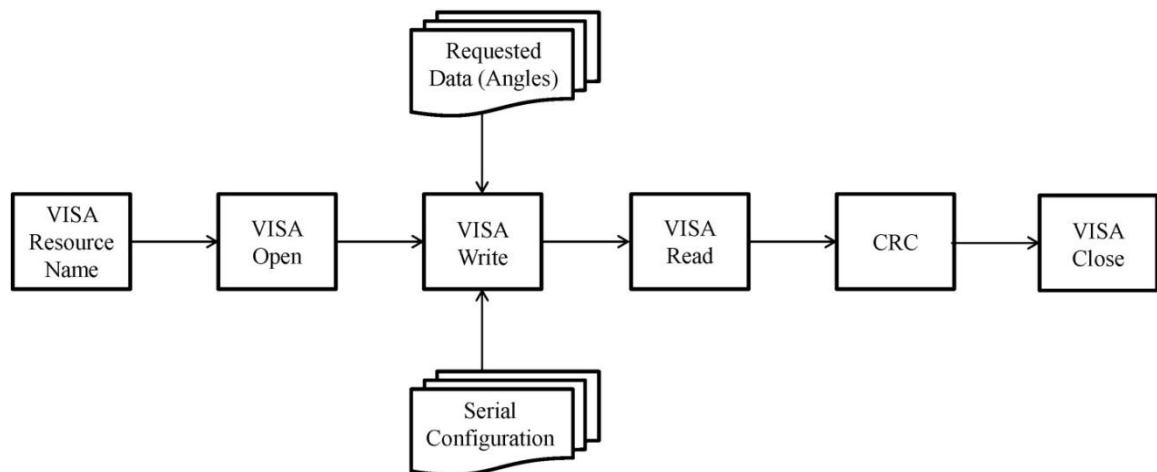 Requested
Data (Angles)
VISA
Resource
Name
VISA
Open
VISA
Write
VISA
Read
CRC
VISA
Close
Serial
Configuration